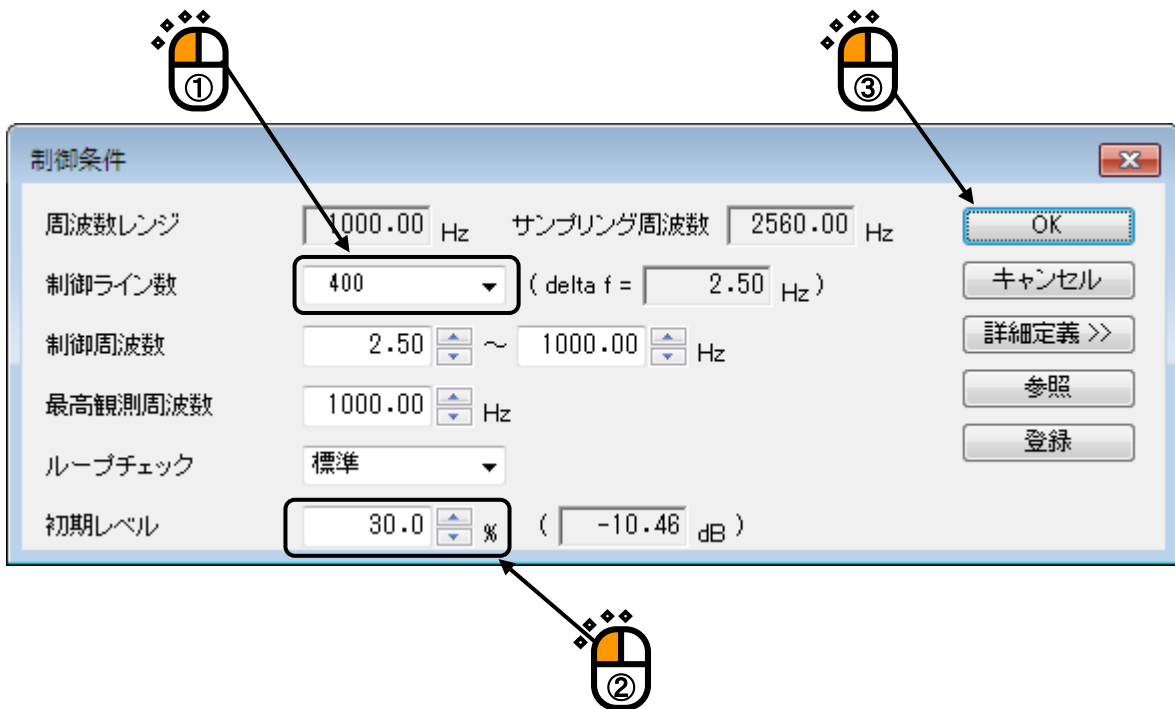 ①
③
制御条件
周波数レンジ 1000.00 Hz サンプリング周波数 2560.00 Hz OK
制御ライン数 400 ( delta f = 2.50 Hz ) キャンセル
制御周波数 2.50 ～ 1000.00 Hz 詳細定義 >>
最高観測周波数 1000.00 Hz 参照
ループチェック 標準 登録
初期レベル 30.0 % ( -10.46 dB )
②